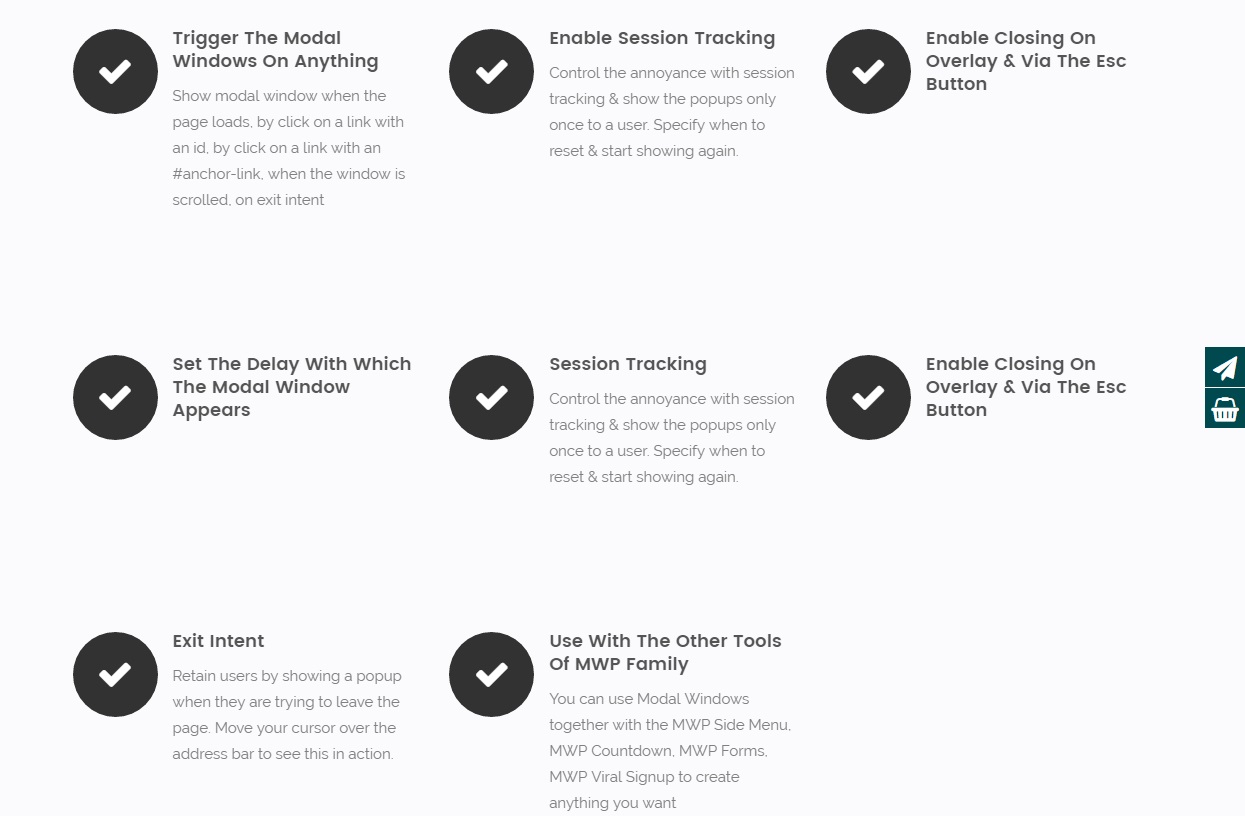 Trigger The Modal
Windows On Anything
Show modal window when the
page loads, by click on a link with
an id, by click on a link with an
#anchor-link, when the window is
scrolled, on exit intent
Enable Session Tracking
Control the annoyance with session
tracking & show the popups only
once to a user. Specify when to
reset & start showing again.
Enable Closing On
Overlay & Via The Esc
Button
Set The Delay With Which
The Modal Window
Appears
Session Tracking
Control the annoyance with session
tracking & show the popups only
once to a user. Specify when to
reset & start showing again.
Enable Closing On
Overlay & Via The Esc
Button
Exit Intent
Retain users by showing a popup
when they are trying to leave the
page. Move your cursor over the
address bar to see this in action.
Use With The Other Tools
Of MWP Family
You can use Modal Windows
together with the MWP Side Menu,
MWP Countdown, MWP Forms,
MWP Viral Signup to create
anything you want